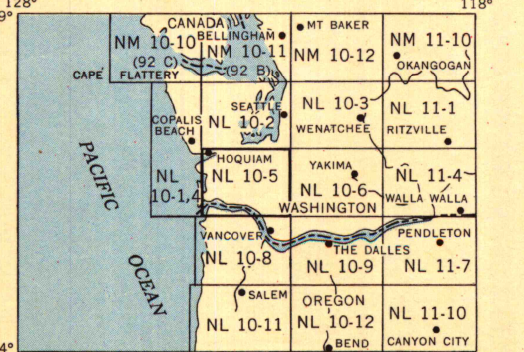 128°
118°
9°
CANADA
MT BAKER
NM 10-10
BELLINGHAM
NM 10-11
NM 10-12
NM 11-10
(92 C)
(92 B)
CAPE FLATTERY
OKANOGAN
SEATTLE
NL 10-3
NL 11-1
COPALIS
BEACH
NL 10-2
WENATCHEE
RITZVILLE
HOQUIAM
YAKIMA
PACIFIC
NL
10-1,4
NL 10-5
NL 10-6
NL 11-4
WALLA WALLA
WASHINGTON
VANCOVER
PENDLETON
THE DALLES
NL 10-8
NL 10-9
NL 11-7
OCEAN
SALEM
OREGON
NL 10-11
NL 10-12
NL 11-10
BEND
CANYON CITY
4°